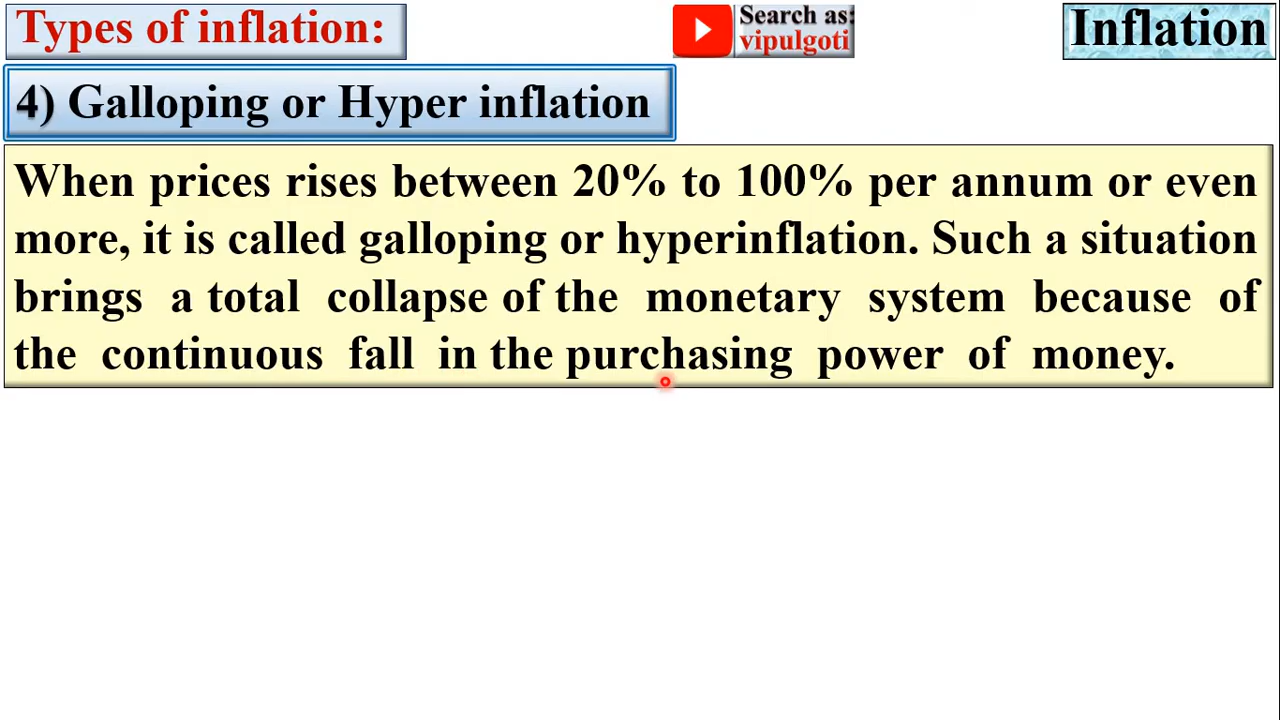 Types of inflation:
Search as:
vipulgoti
Inflation
4) Galloping or Hyper inflation
When prices rises between 20% to 100% per annum or even
more, it is called galloping or hyperinflation. Such a situation
brings a total collapse of the monetary system because of
the continuous fall in the purchasing power of money.